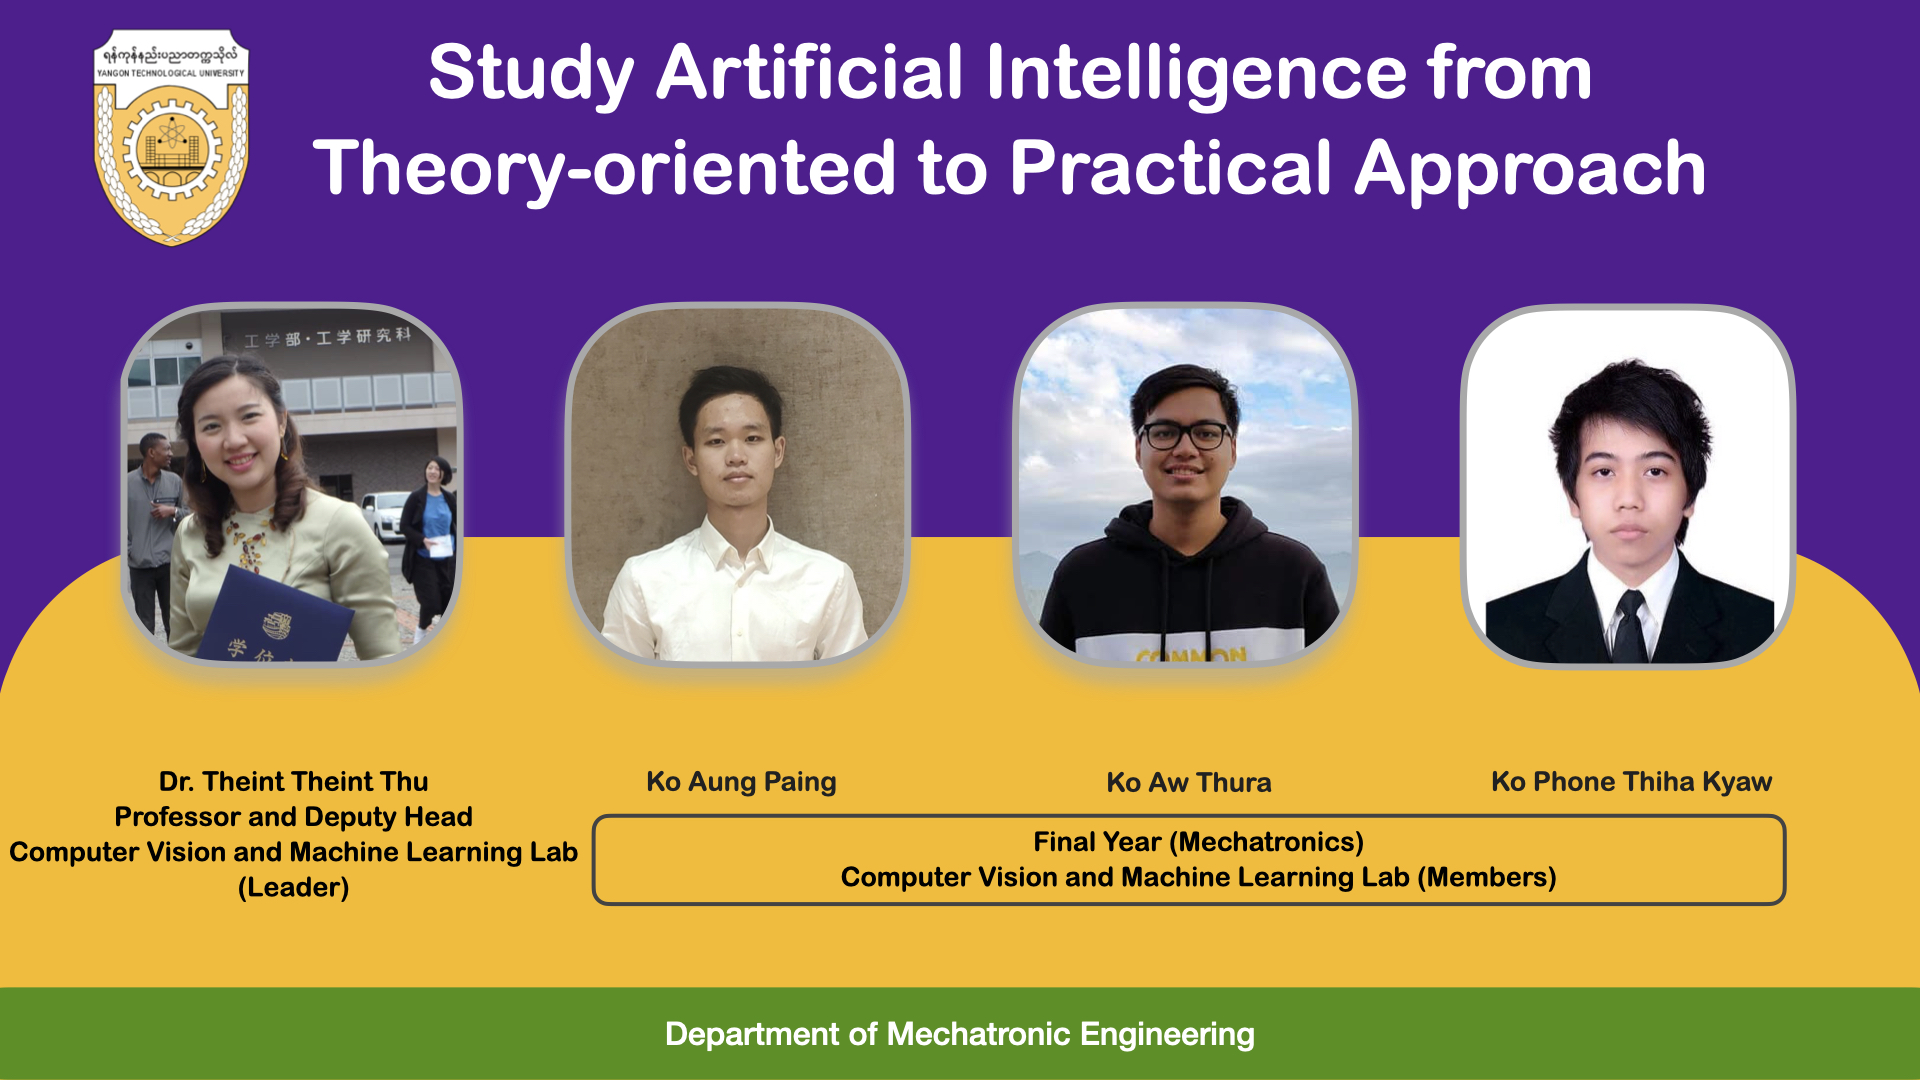 ရန်ကုန်နည်းပညာတက္ကသိုလ်
YANGON TECHNOLOGICAL UNIVERSITY
Study Artificial Intelligence from
Theory-oriented to Practical Approach
工学部・工学研究科
学位
COMMON
Dr. Theint Theint Thu
Professor and Deputy Head
Computer Vision and Machine Learning Lab
(Leader)
Ko Aung Paing
Ko Aw Thura
Ko Phone Thiha Kyaw
Final Year (Mechatronics)
Computer Vision and Machine Learning Lab (Members)
Department of Mechatronic Engineering